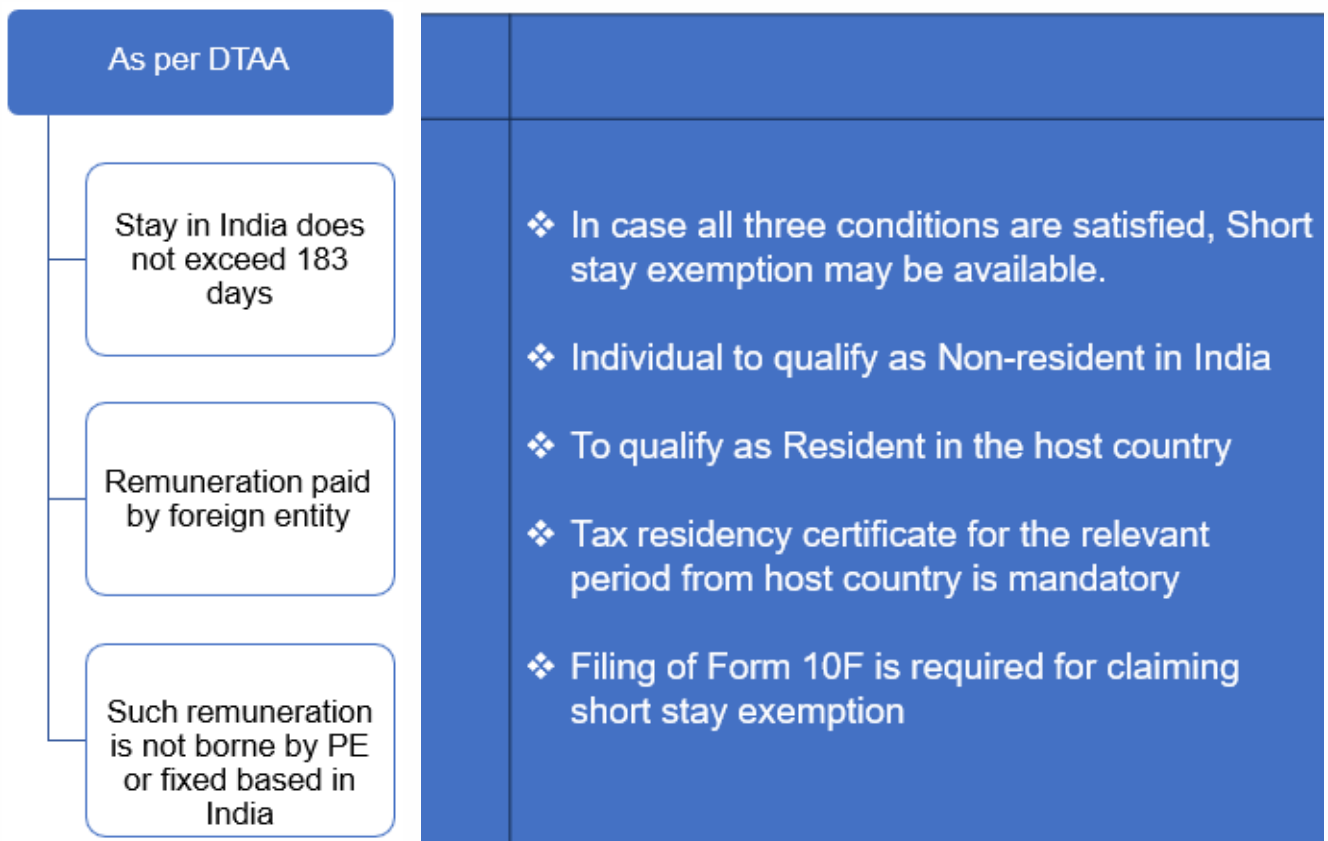 As per DTAA
Stay in India does
not exceed 183
days
Remuneration paid
by foreign entity
Such remuneration
is not borne by PE
or fixed based in
India
❖ In case all three conditions are satisfied, Short
stay exemption may be available.
❖ Individual to qualify as Non-resident in India
❖ To qualify as Resident in the host country
❖ Tax residency certificate for the relevant
period from host country is mandatory
❖ Filing of Form 10F is required for claiming
short stay exemption